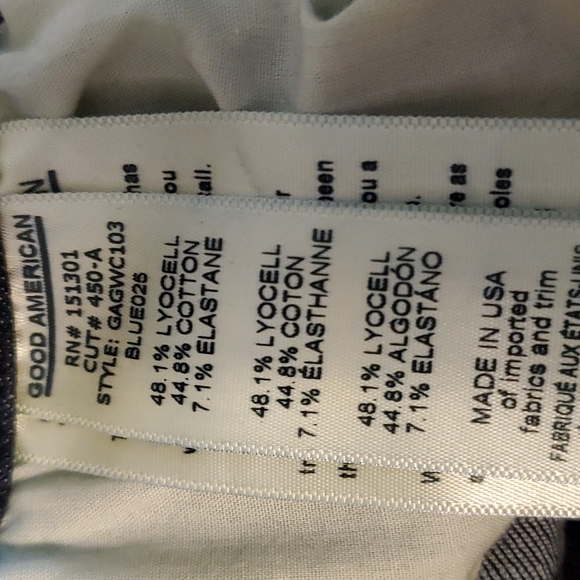 GOOD AMERICAN
RN# 151301
CUT# 450-A
STYLE: GAGWC103
BLUE025
48.1% LYOCELL
44.8% COTTON
7.1% ELASTANE
48.1% LYOCELL
44.8% COTON
7.1% ÉLASTHANNE
48.1% LYOCELL
44.8% ALGODÓN
7.1% ELASTÁNO
MADE IN USA
of imported
fabrics and trim
FABRIQUÉ AUX ÉTATS-UNIS